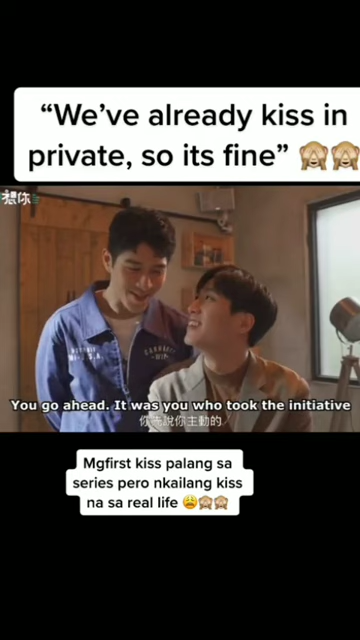 “We’ve already kiss in
private, so its fine” 🙈🙈
想你
You go ahead. It was you who took the initiative
你先說你主動的
Mgfirst kiss palang sa
series pero nkailang kiss
na sa real life 😩🙈🙈